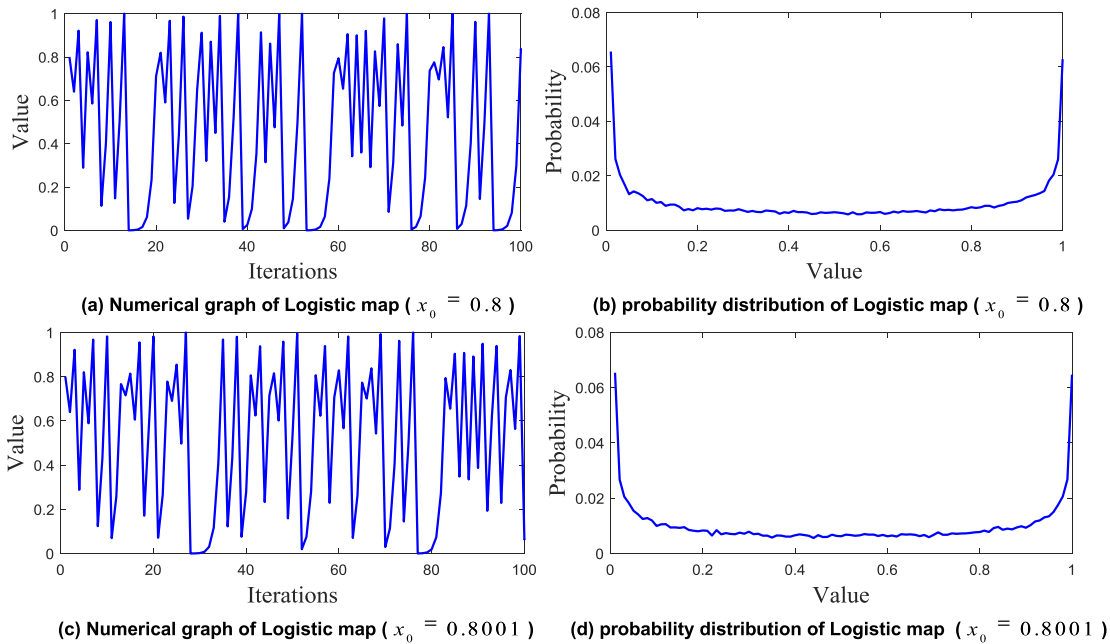 1
0.8
0.6
0.4
0.2
0
Value
0 20 40 60 80 100
Iterations
(a) Numerical graph of Logistic map ( x₀ = 0.8 )
0.08
0.06
0.04
0.02
0
Probability
0 0.2 0.4 0.6 0.8 1
Value
(b) probability distribution of Logistic map ( x₀ = 0.8 )
1
0.8
0.6
0.4
0.2
0
Value
0 20 40 60 80 100
Iterations
(c) Numerical graph of Logistic map ( x₀ = 0.8001 )
0.08
0.06
0.04
0.02
0
Probability
0 0.2 0.4 0.6 0.8 1
Value
(d) probability distribution of Logistic map ( x₀ = 0.8001 )